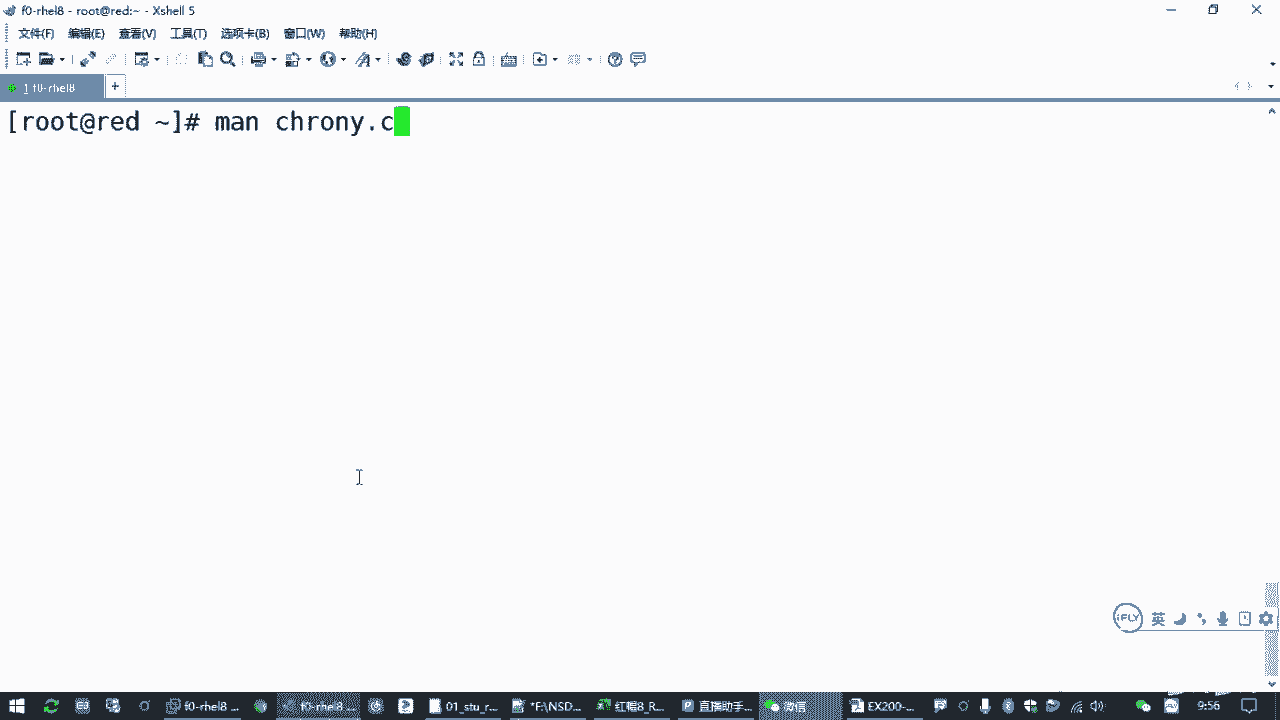 f0-rhel8 - root@red:~ - Xshell 5
文件(F) 编辑(E) 查看(V) 工具(T) 选项卡(B) 窗口(W) 帮助(H)
1 f0-rhel8
[root@red ~]# man chrony.c
iFLY 英
f0-rhel8 ... f0-rhel8... 01_stu_r... *F:\NSD... 红帽8_R... 直播助手... 微信 EX200-... 9:56